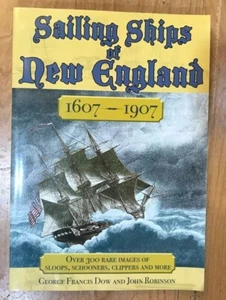 Sailing Ships
of
New England
1607 – 1907
Over 300 rare images of
sloops, schooners, clippers and more
George Francis Dow and John Robinson